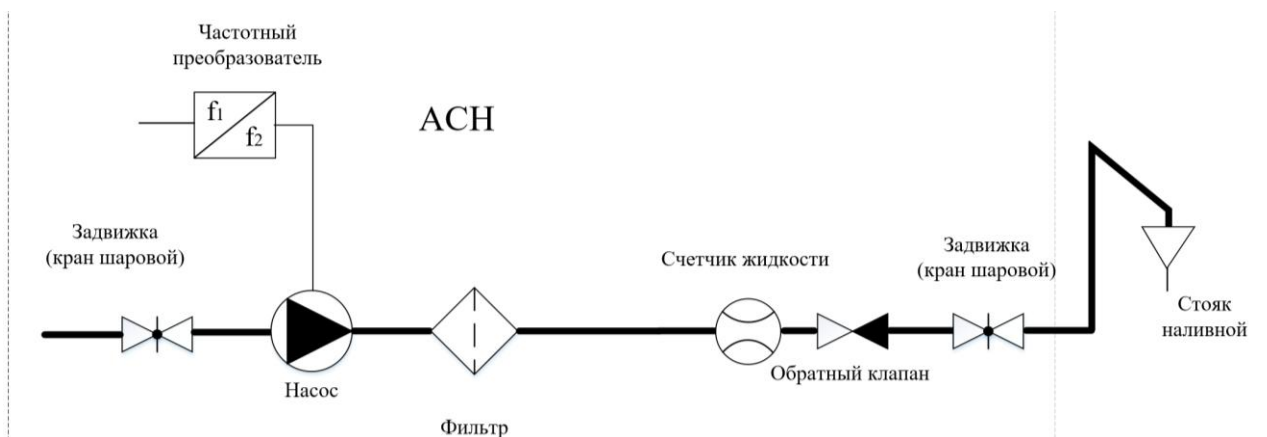 Частотный
преобразователь
f1
f2
АСН
Задвижка
(кран шаровой)
Насос
Фильтр
Счетчик жидкости
Обратный клапан
Задвижка
(кран шаровой)
Стояк
наливной